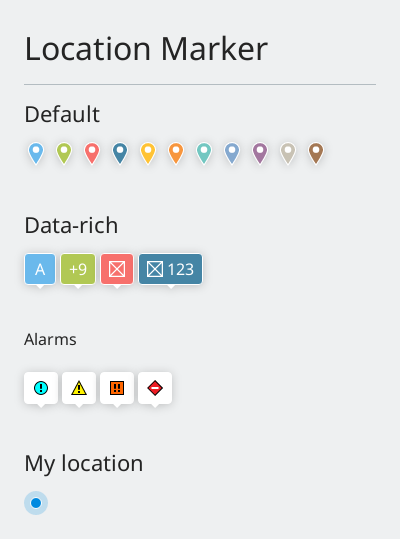 Location Marker
Default
Data-rich
A +9 123
Alarms
! ! !!
My location